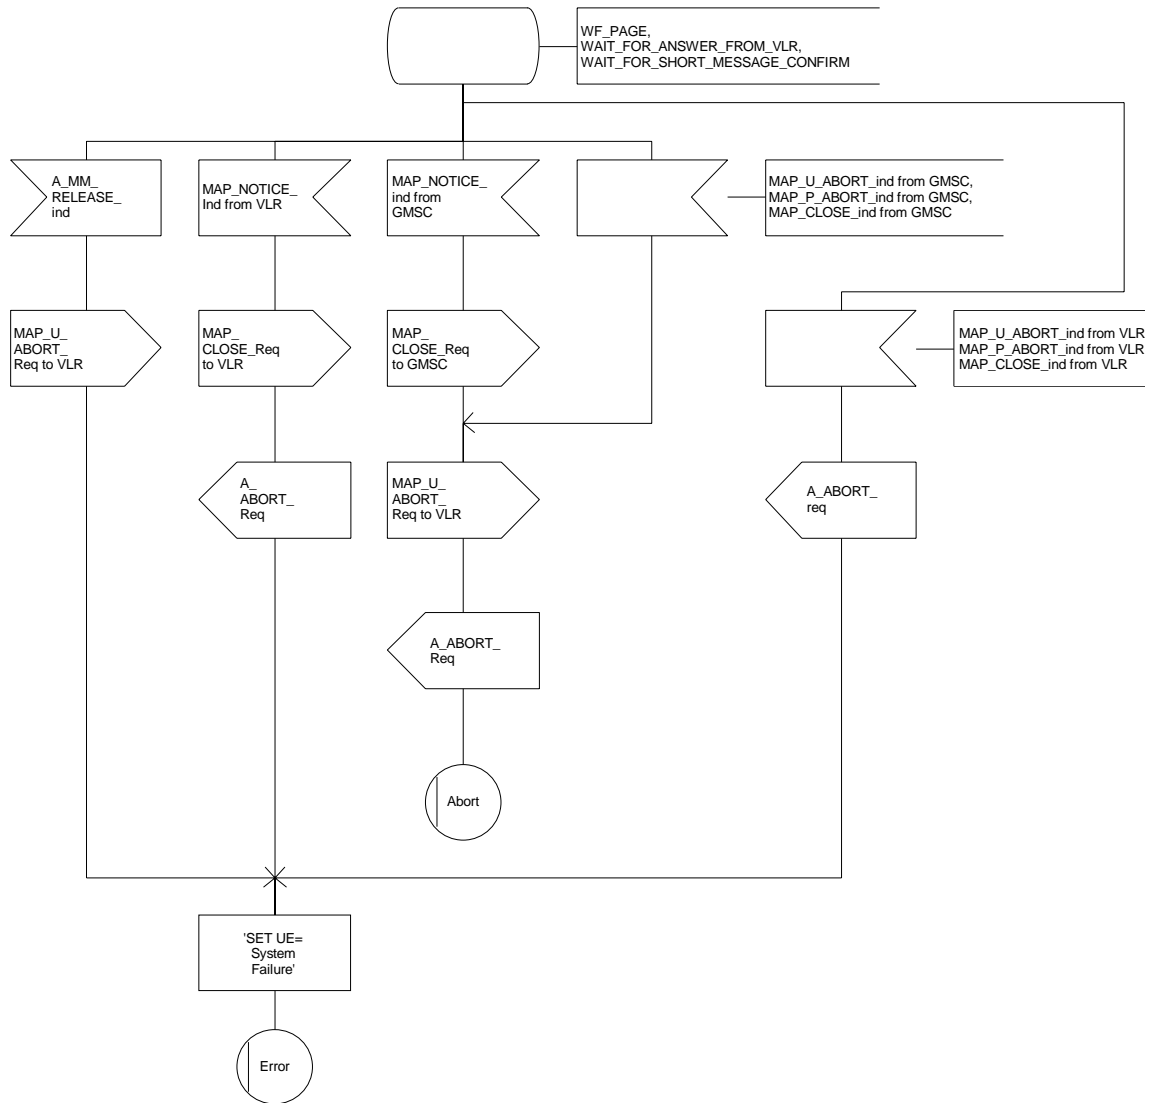 WF_PAGE,
WAIT_FOR_ANSWER_FROM_VLR,
WAIT_FOR_SHORT_MESSAGE_CONFIRM
A_MM_
RELEASE_
ind
MAP_NOTICE_
Ind from VLR
MAP_NOTICE_
ind from
GMSC
MAP_U_ABORT_ind from GMSC,
MAP_P_ABORT_ind from GMSC,
MAP_CLOSE_ind from GMSC
MAP_U_
ABORT_
Req to VLR
MAP_
CLOSE_Req
to VLR
MAP_
CLOSE_Req
to GMSC
MAP_U_ABORT_ind from VLR
MAP_P_ABORT_ind from VLR
MAP_CLOSE_ind from VLR
A_
ABORT_
Req
MAP_U_
ABORT_
Req to VLR
A_ABORT_
req
A_ABORT_
Req
Abort
'SET UE=
System
Failure'
Error